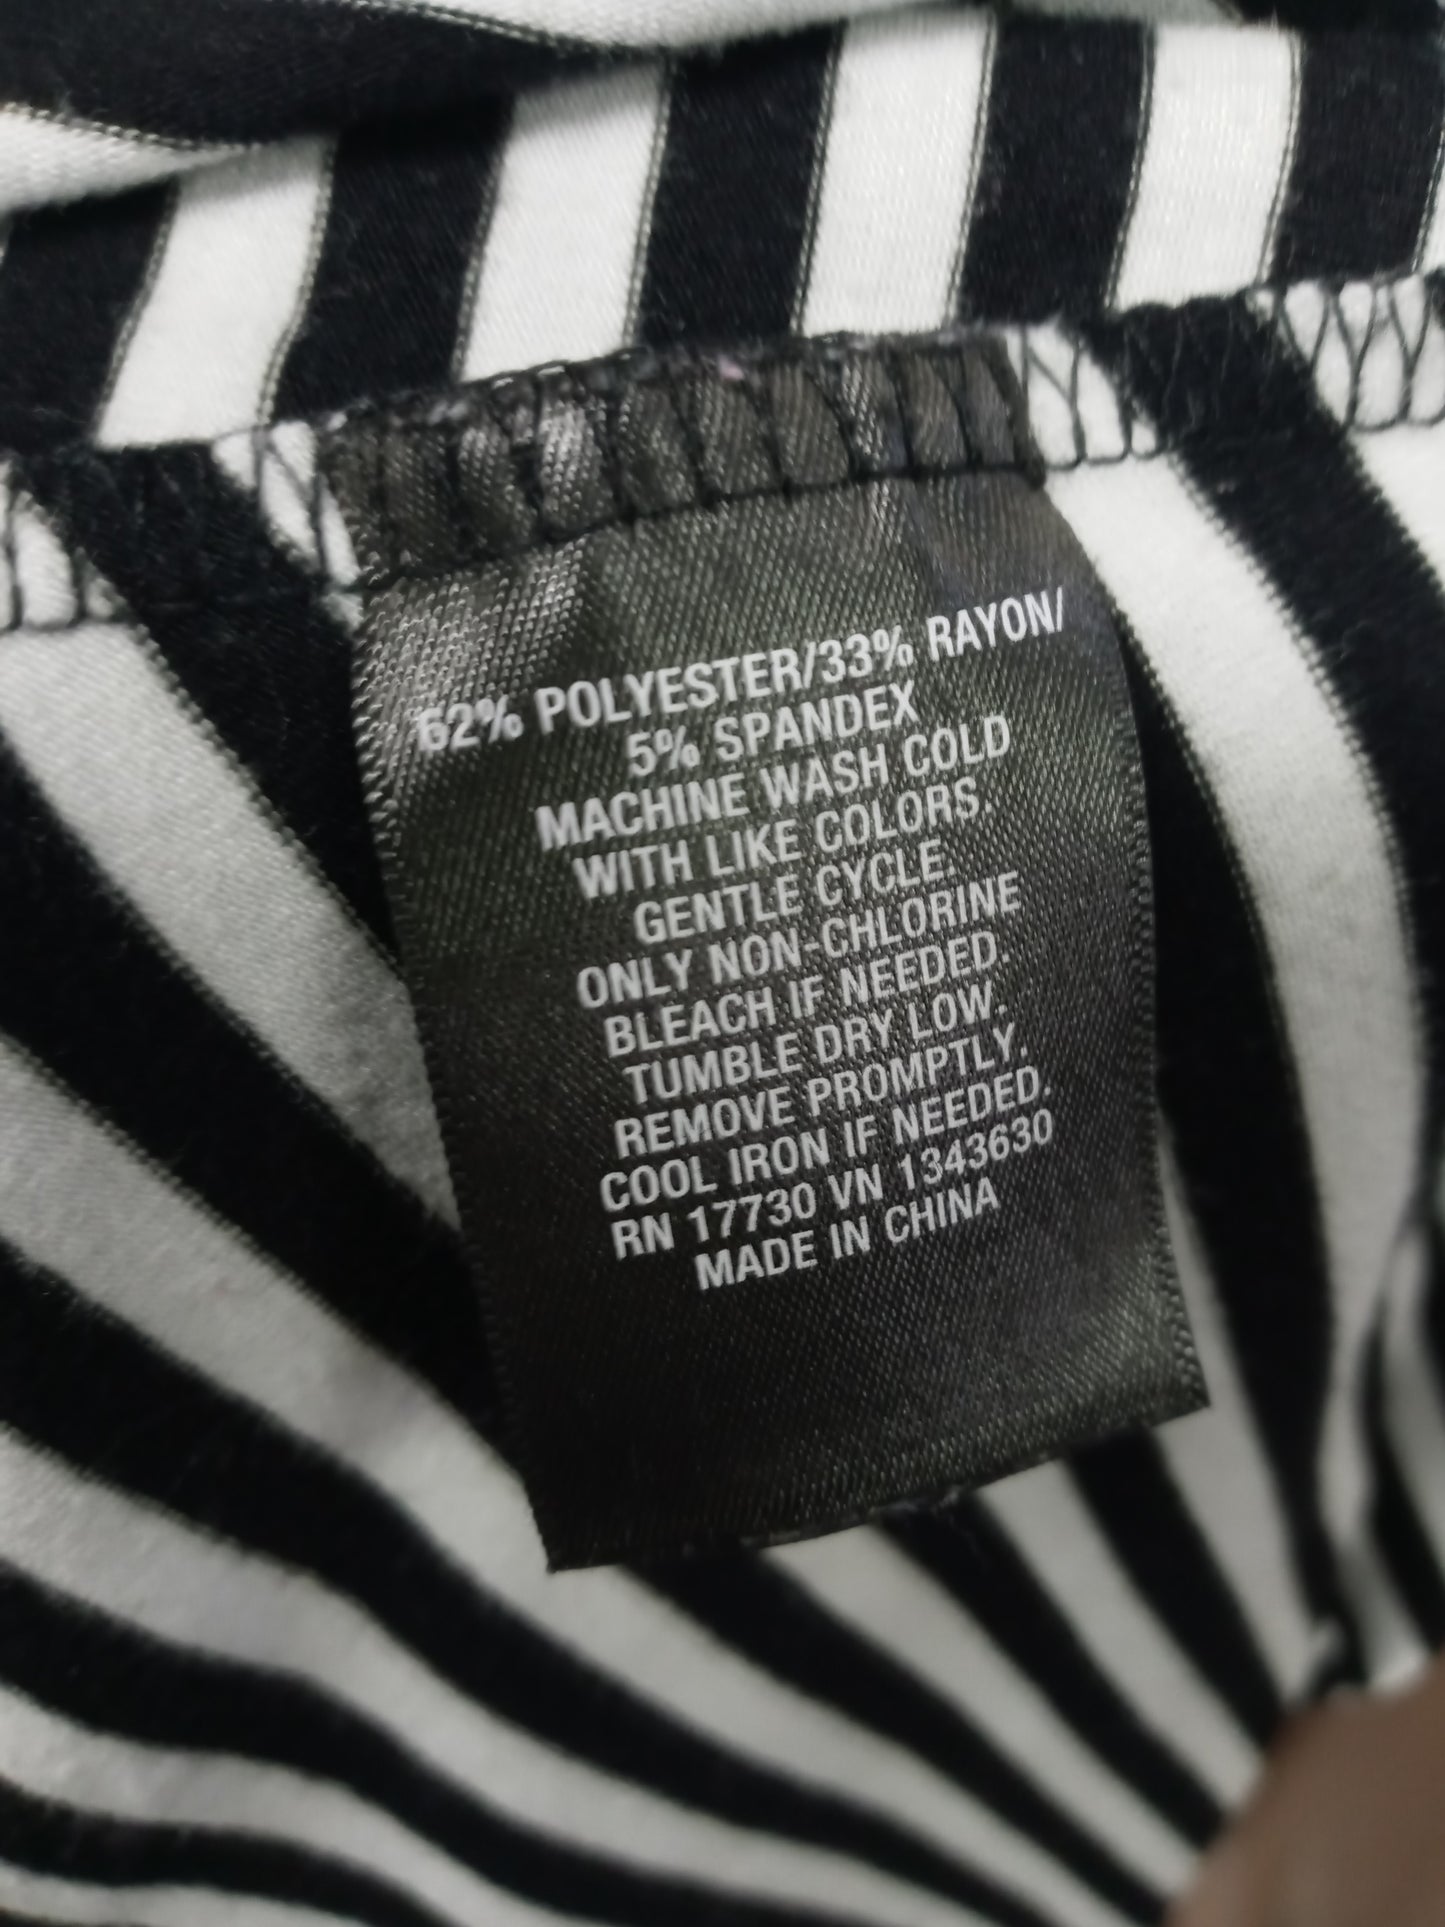 62% POLYESTER/33% RAYON/
5% SPANDEX
MACHINE WASH COLD
WITH LIKE COLORS.
GENTLE CYCLE.
ONLY NON-CHLORINE
BLEACH IF NEEDED.
TUMBLE DRY LOW.
REMOVE PROMPTLY.
COOL IRON IF NEEDED.
RN 17730 VN 1343630
MADE IN CHINA